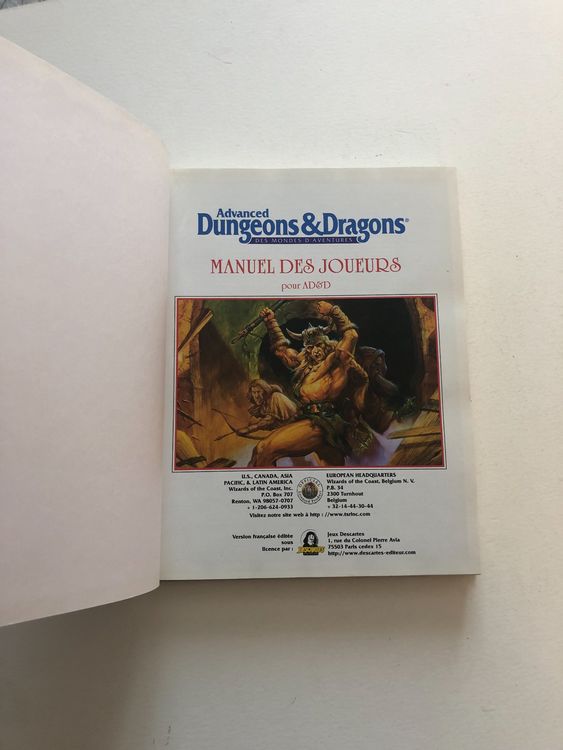 Advanced
Dungeons & Dragons®
DES MONDES D'AVENTURES
MANUEL DES JOUEURS
pour AD&D
U.S., CANADA, ASIA
PACIFIC, & LATIN AMERICA
Wizards of the Coast, Inc.
P.O. Box 707
Renton, WA 98057-0707
+ 1-206-624-0933
EUROPEAN HEADQUARTERS
Wizards of the Coast, Belgium N. V.
P.B. 34
2300 Turnhout
Belgium
+ 32-14-44-30-44
Visitez notre site web à http : //www.tsrinc.com
Version française éditée
sous
licence par :
Jeux Descartes
1, rue du Colonel Pierre Avia
75503 Paris cedex 15
http://www.descartes-editeur.com